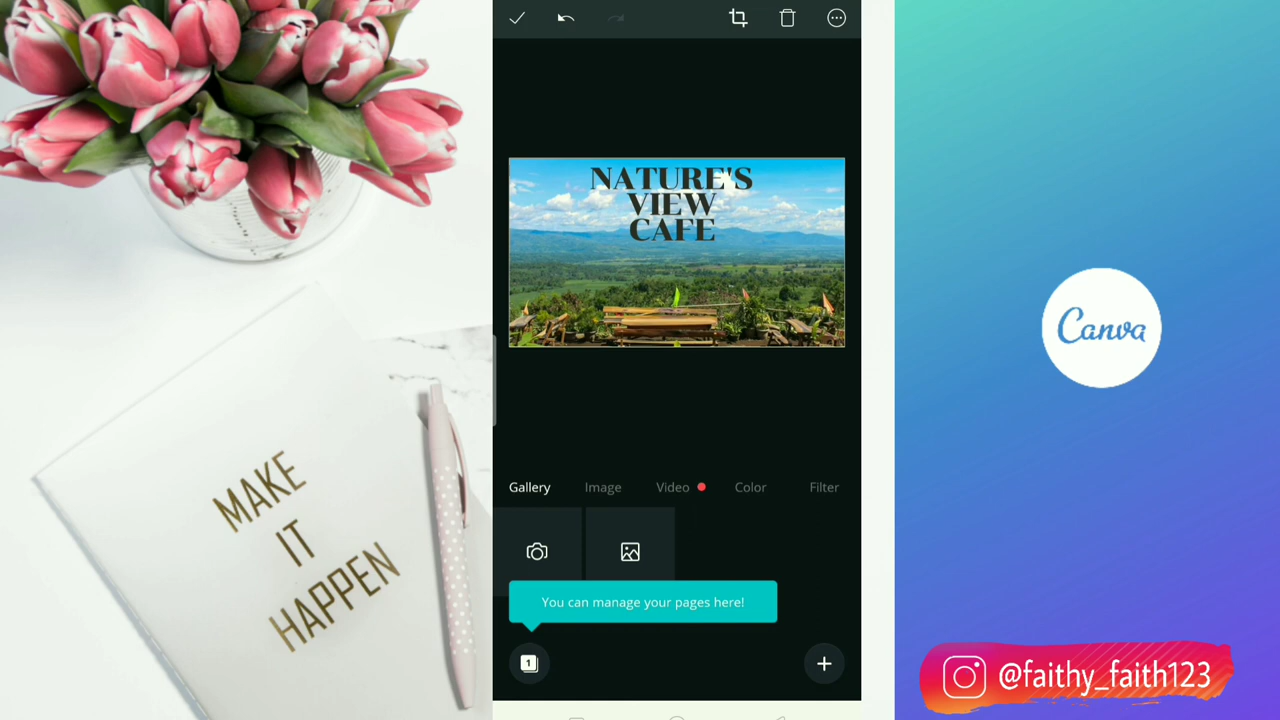 MAKE
IT
HAPPEN
NATURE'S
VIEW
CAFE
Gallery Image Video Color Filter
You can manage your pages here!
1
Canva
@faithy_faith123